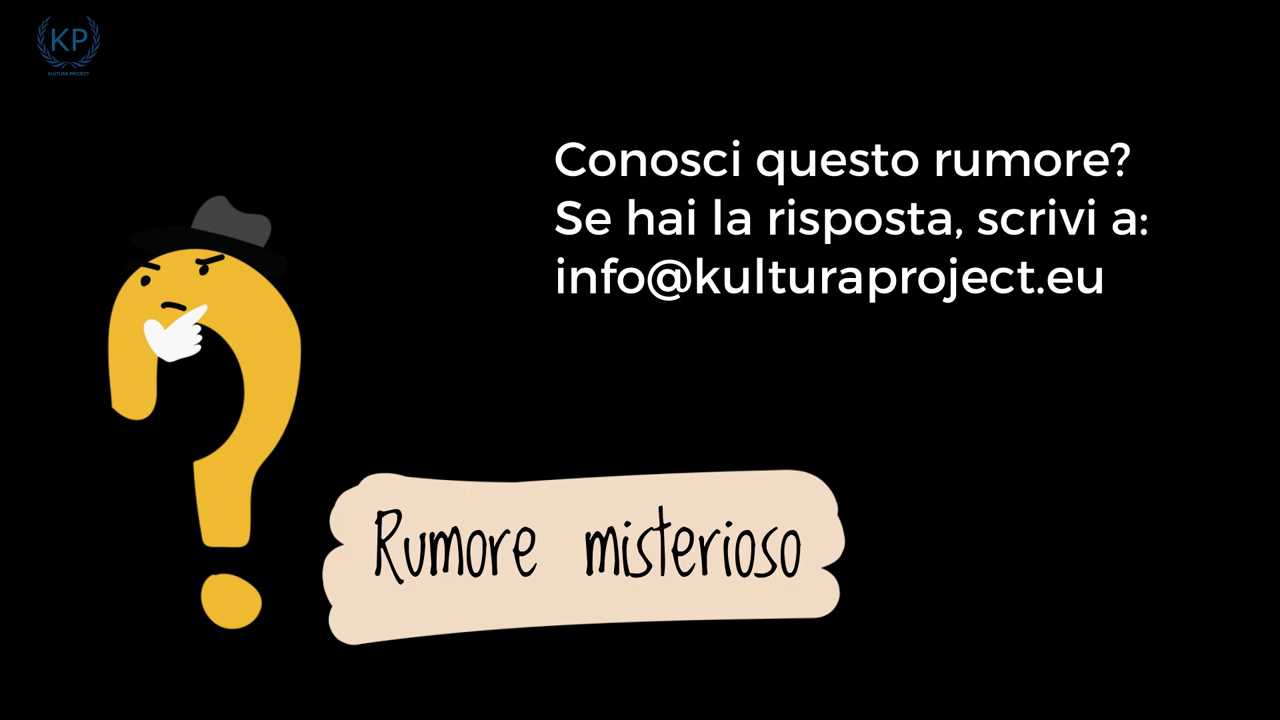 KP
KULTURA PROJECT
Conosci questo rumore?
Se hai la risposta, scrivi a:
info@kulturaproject.eu
Rumore misterioso